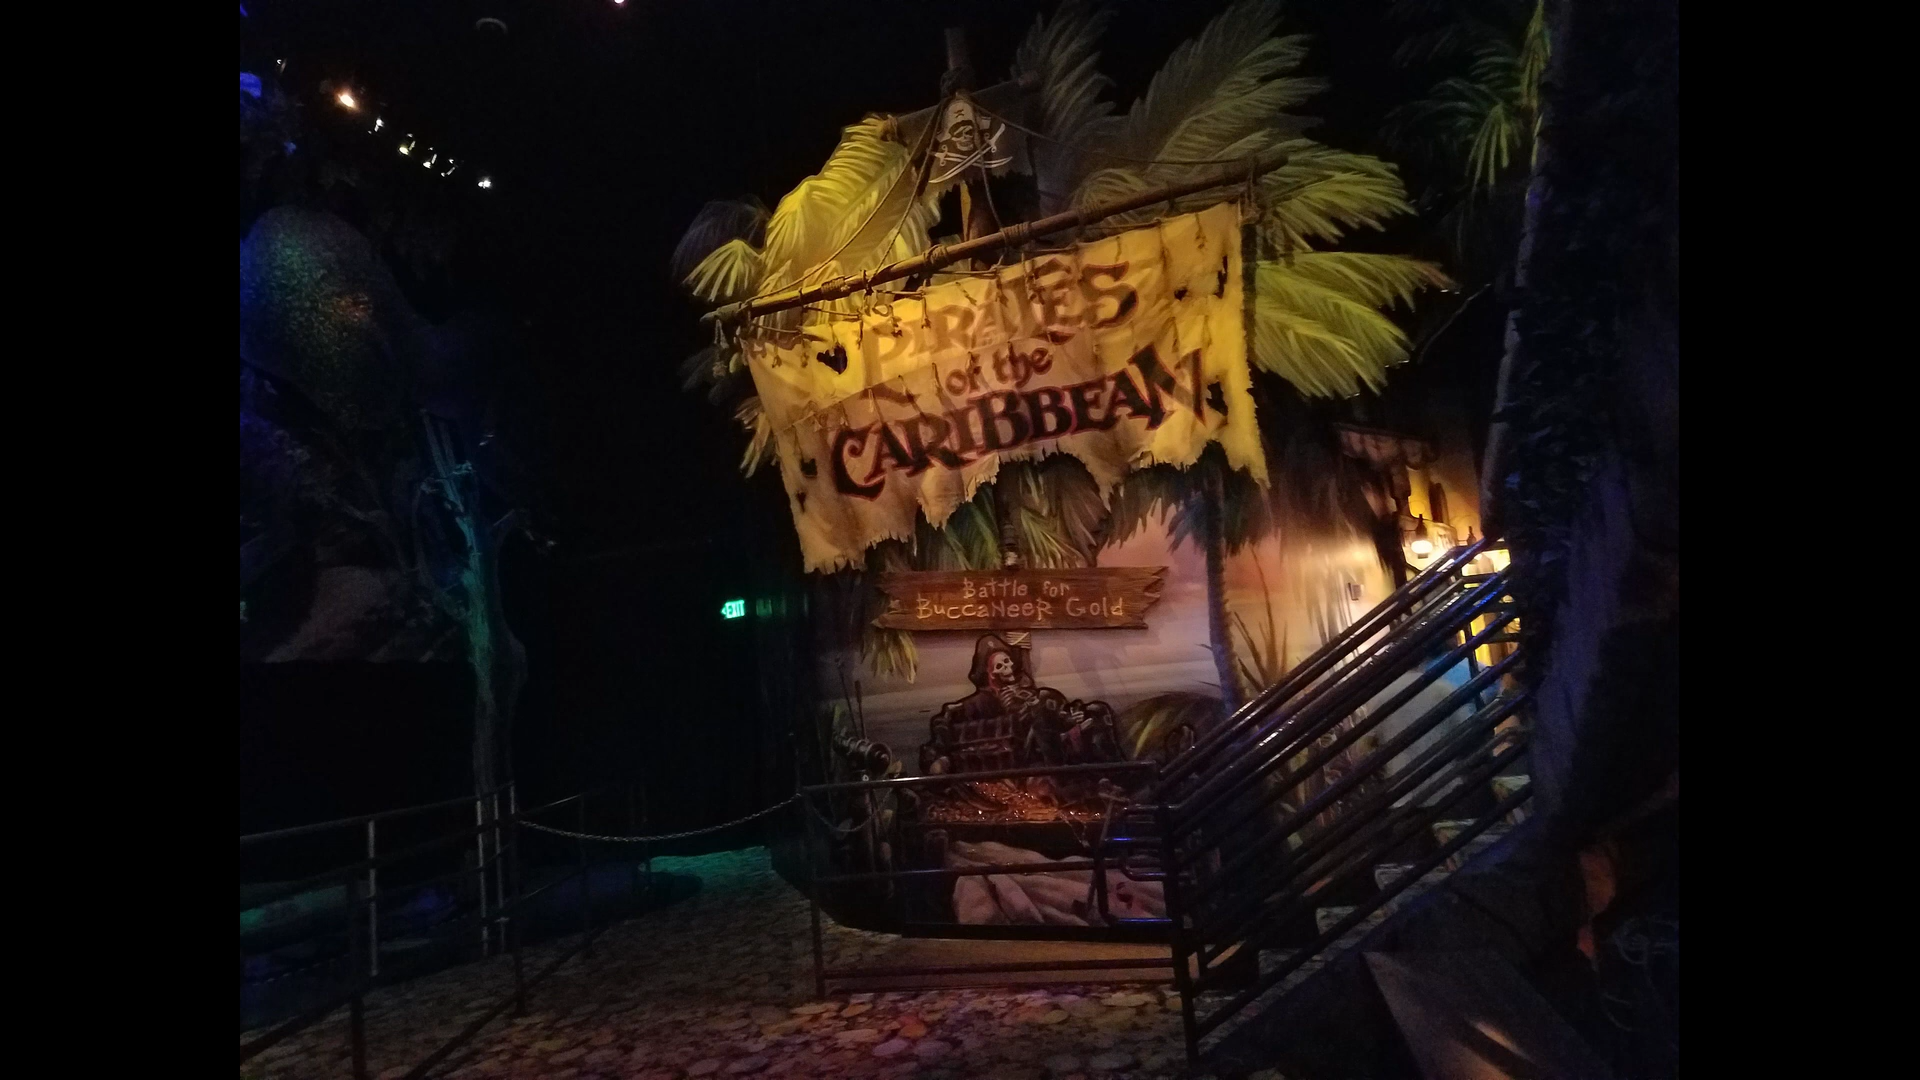 PIRATES
of the
CARIBBEAN
Battle for
BuccaNeeR Gold
EXIT